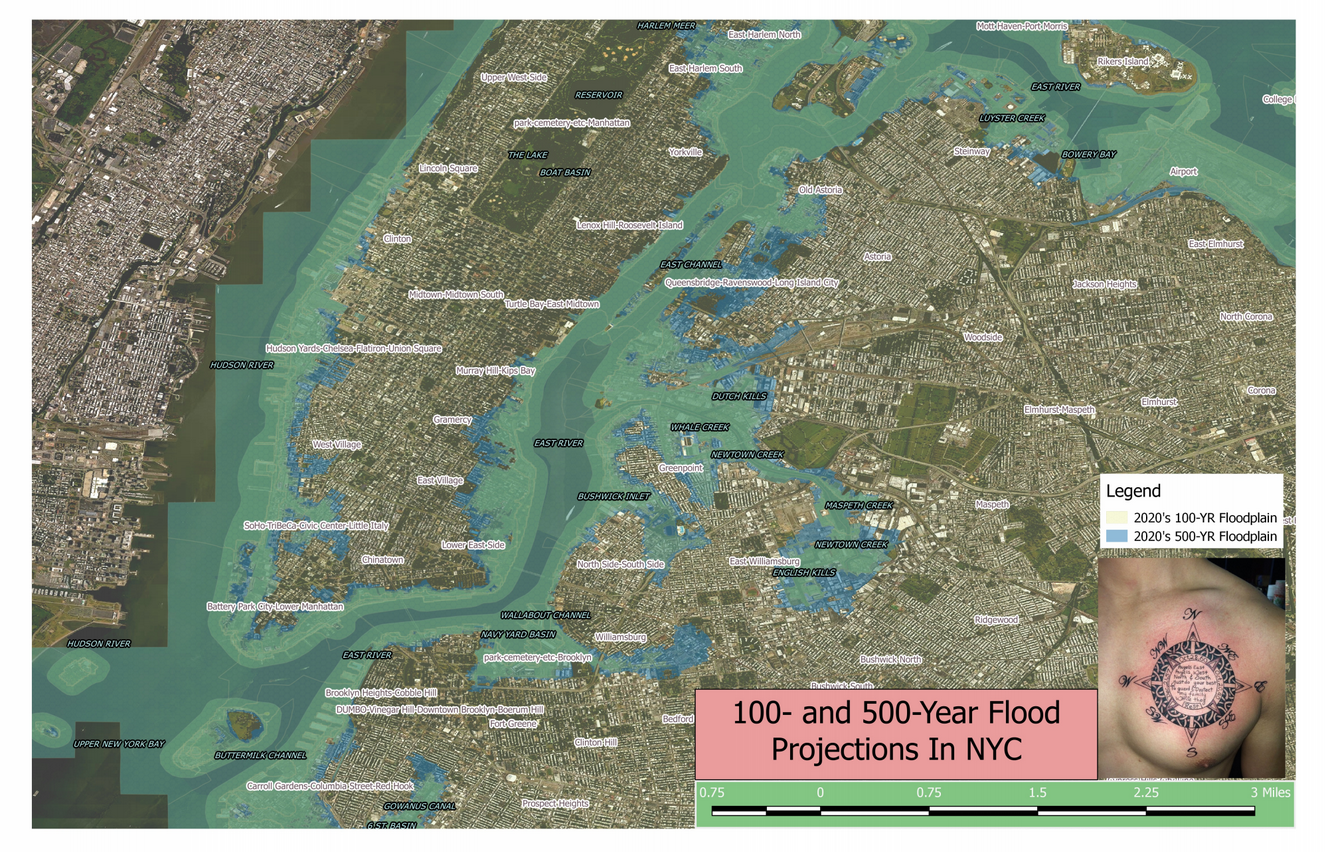 HARLEM MEER
East Harlem North
Mott Haven-Port Morris
Rikers Island
East Harlem South
Upper West Side
EAST RIVER
RESERVOIR
College
LUYSTER CREEK
park-cemetery-etc-Manhattan
Yorkville
Steinway
BOWERY BAY
THE LAKE
Lincoln Square
BOAT BASIN
Airport
Old Astoria
Lenox Hill-Roosevelt Island
Clinton
East Elmhurst
Astoria
EAST CHANNEL
Queensbridge-Ravenswood-Long Island City
Jackson Heights
Midtown-Midtown South
Turtle Bay-East Midtown
North Corona
Woodside
Hudson Yards-Chelsea-Flatiron-Union Square
HUDSON RIVER
Murray Hill-Kips Bay
Corona
DUTCH KILLS
Elmhurst
Elmhurst-Maspeth
Gramercy
WHALE CREEK
EAST RIVER
West Village
NEWTOWN CREEK
Greenpoint
East Village
BUSHWICK INLET
MASPETH CREEK
Maspeth
SoHo-TriBeCa-Civic Center-Little Italy
Lower East Side
NEWTOWN CREEK
Chinatown
North Side-South Side
East Williamsburg
ENGLISH KILLS
Battery Park City-Lower Manhattan
WALLABOUT CHANNEL
Ridgewood
NAVY YARD BASIN
Williamsburg
HUDSON RIVER
EAST RIVER
park-cemetery-etc-Brooklyn
Bushwick North
Bushwick South
Brooklyn Heights-Cobble Hill
DUMBO-Vinegar Hill-Downtown Brooklyn-Boerum Hill
Bedford
Fort Greene
UPPER NEW YORK BAY
Clinton Hill
BUTTERMILK CHANNEL
Carroll Gardens-Columbia Street-Red Hook
Prospect Heights
GOWANUS CANAL
6 ST. BASIN
Legend
2020's 100-YR Floodplain
2020's 500-YR Floodplain
N
W
S
100- and 500-Year Flood
Projections In NYC
0.75 0 0.75 1.5 2.25 3 Miles